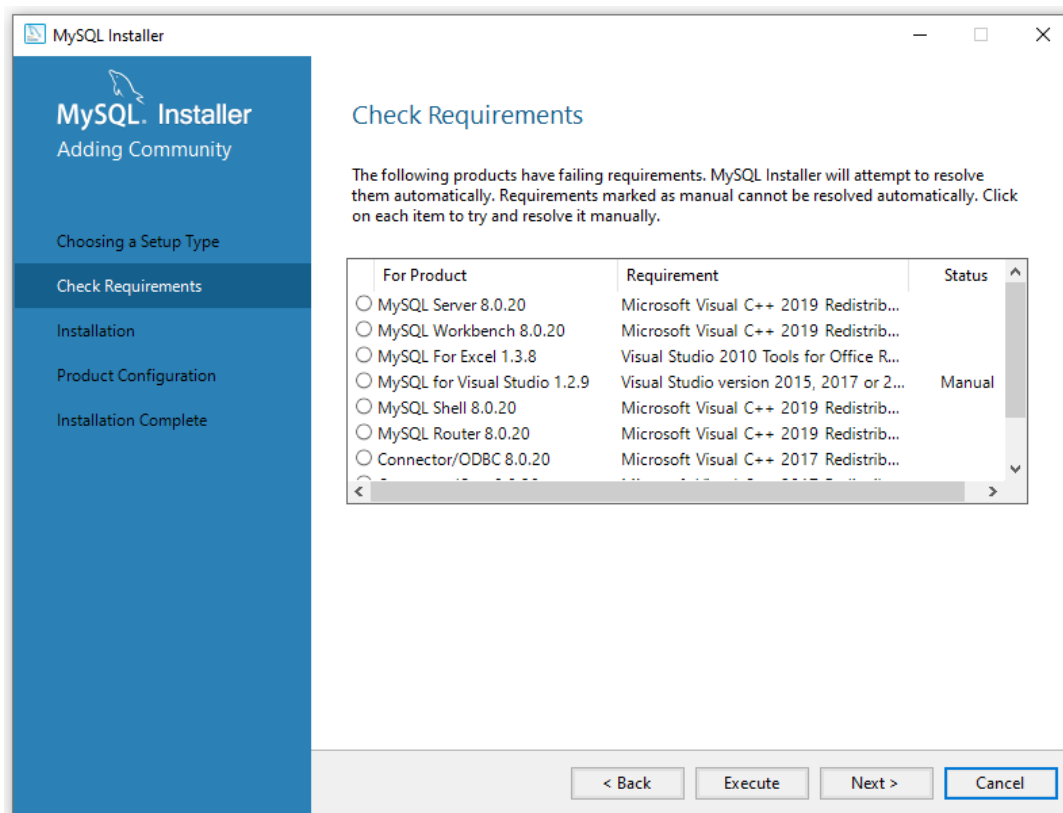 MySQL Installer
MySQL. Installer
Adding Community
Choosing a Setup Type
Check Requirements
Installation
Product Configuration
Installation Complete
Check Requirements
The following products have failing requirements. MySQL Installer will attempt to resolve
them automatically. Requirements marked as manual cannot be resolved automatically. Click
on each item to try and resolve it manually.
For Product Requirement Status
MySQL Server 8.0.20 Microsoft Visual C++ 2019 Redistrib...
MySQL Workbench 8.0.20 Microsoft Visual C++ 2019 Redistrib...
MySQL For Excel 1.3.8 Visual Studio 2010 Tools for Office R...
MySQL for Visual Studio 1.2.9 Visual Studio version 2015, 2017 or 2... Manual
MySQL Shell 8.0.20 Microsoft Visual C++ 2019 Redistrib...
MySQL Router 8.0.20 Microsoft Visual C++ 2019 Redistrib...
Connector/ODBC 8.0.20 Microsoft Visual C++ 2017 Redistrib...
< Back Execute Next > Cancel